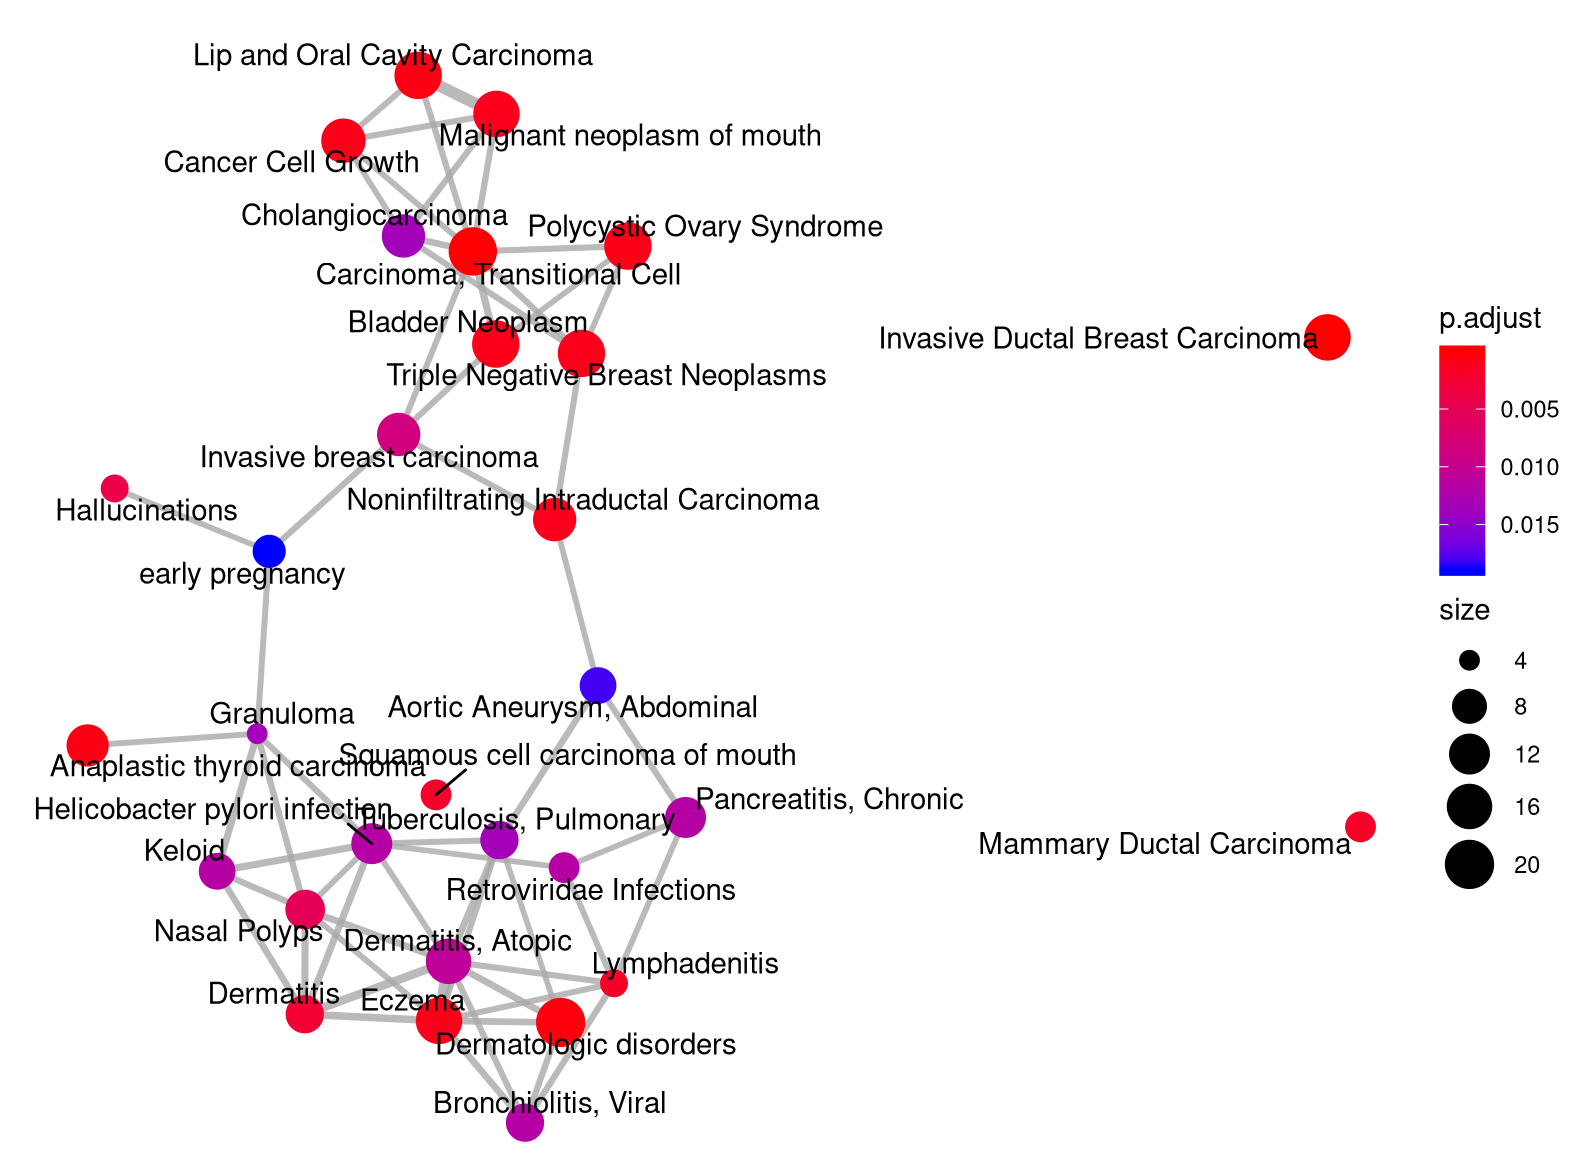 Lip and Oral Cavity Carcinoma
Malignant neoplasm of mouth
Cancer Cell Growth
Cholangiocarcinoma
Polycystic Ovary Syndrome
Carcinoma, Transitional Cell
Bladder Neoplasm
Triple Negative Breast Neoplasms
Invasive Ductal Breast Carcinoma
Invasive breast carcinoma
Noninfiltrating Intraductal Carcinoma
Hallucinations
early pregnancy
Aortic Aneurysm, Abdominal
Granuloma
Squamous cell carcinoma of mouth
Anaplastic thyroid carcinoma
Pancreatitis, Chronic
Helicobacter pylori infection
Tuberculosis, Pulmonary
Mammary Ductal Carcinoma
Keloid
Retroviridae Infections
Nasal Polyps
Dermatitis, Atopic
Lymphadenitis
Dermatitis
Eczema
Dermatologic disorders
Bronchiolitis, Viral
p.adjust
0.005
0.010
0.015
size
4
8
12
16
20